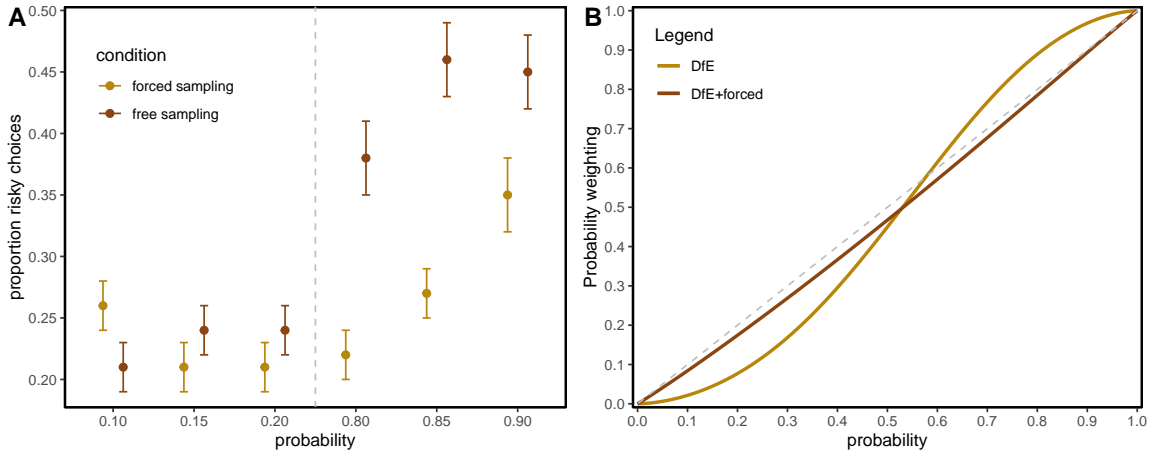 A
condition
forced sampling
free sampling
proportion risky choices
0.50
0.45
0.40
0.35
0.30
0.25
0.20
0.10 0.15 0.20 0.80 0.85 0.90
probability
B
Legend
DfE
DfE+forced
Probability weighting
1.0
0.9
0.8
0.7
0.6
0.5
0.4
0.3
0.2
0.1
0.0
0.0 0.1 0.2 0.3 0.4 0.5 0.6 0.7 0.8 0.9 1.0
probability